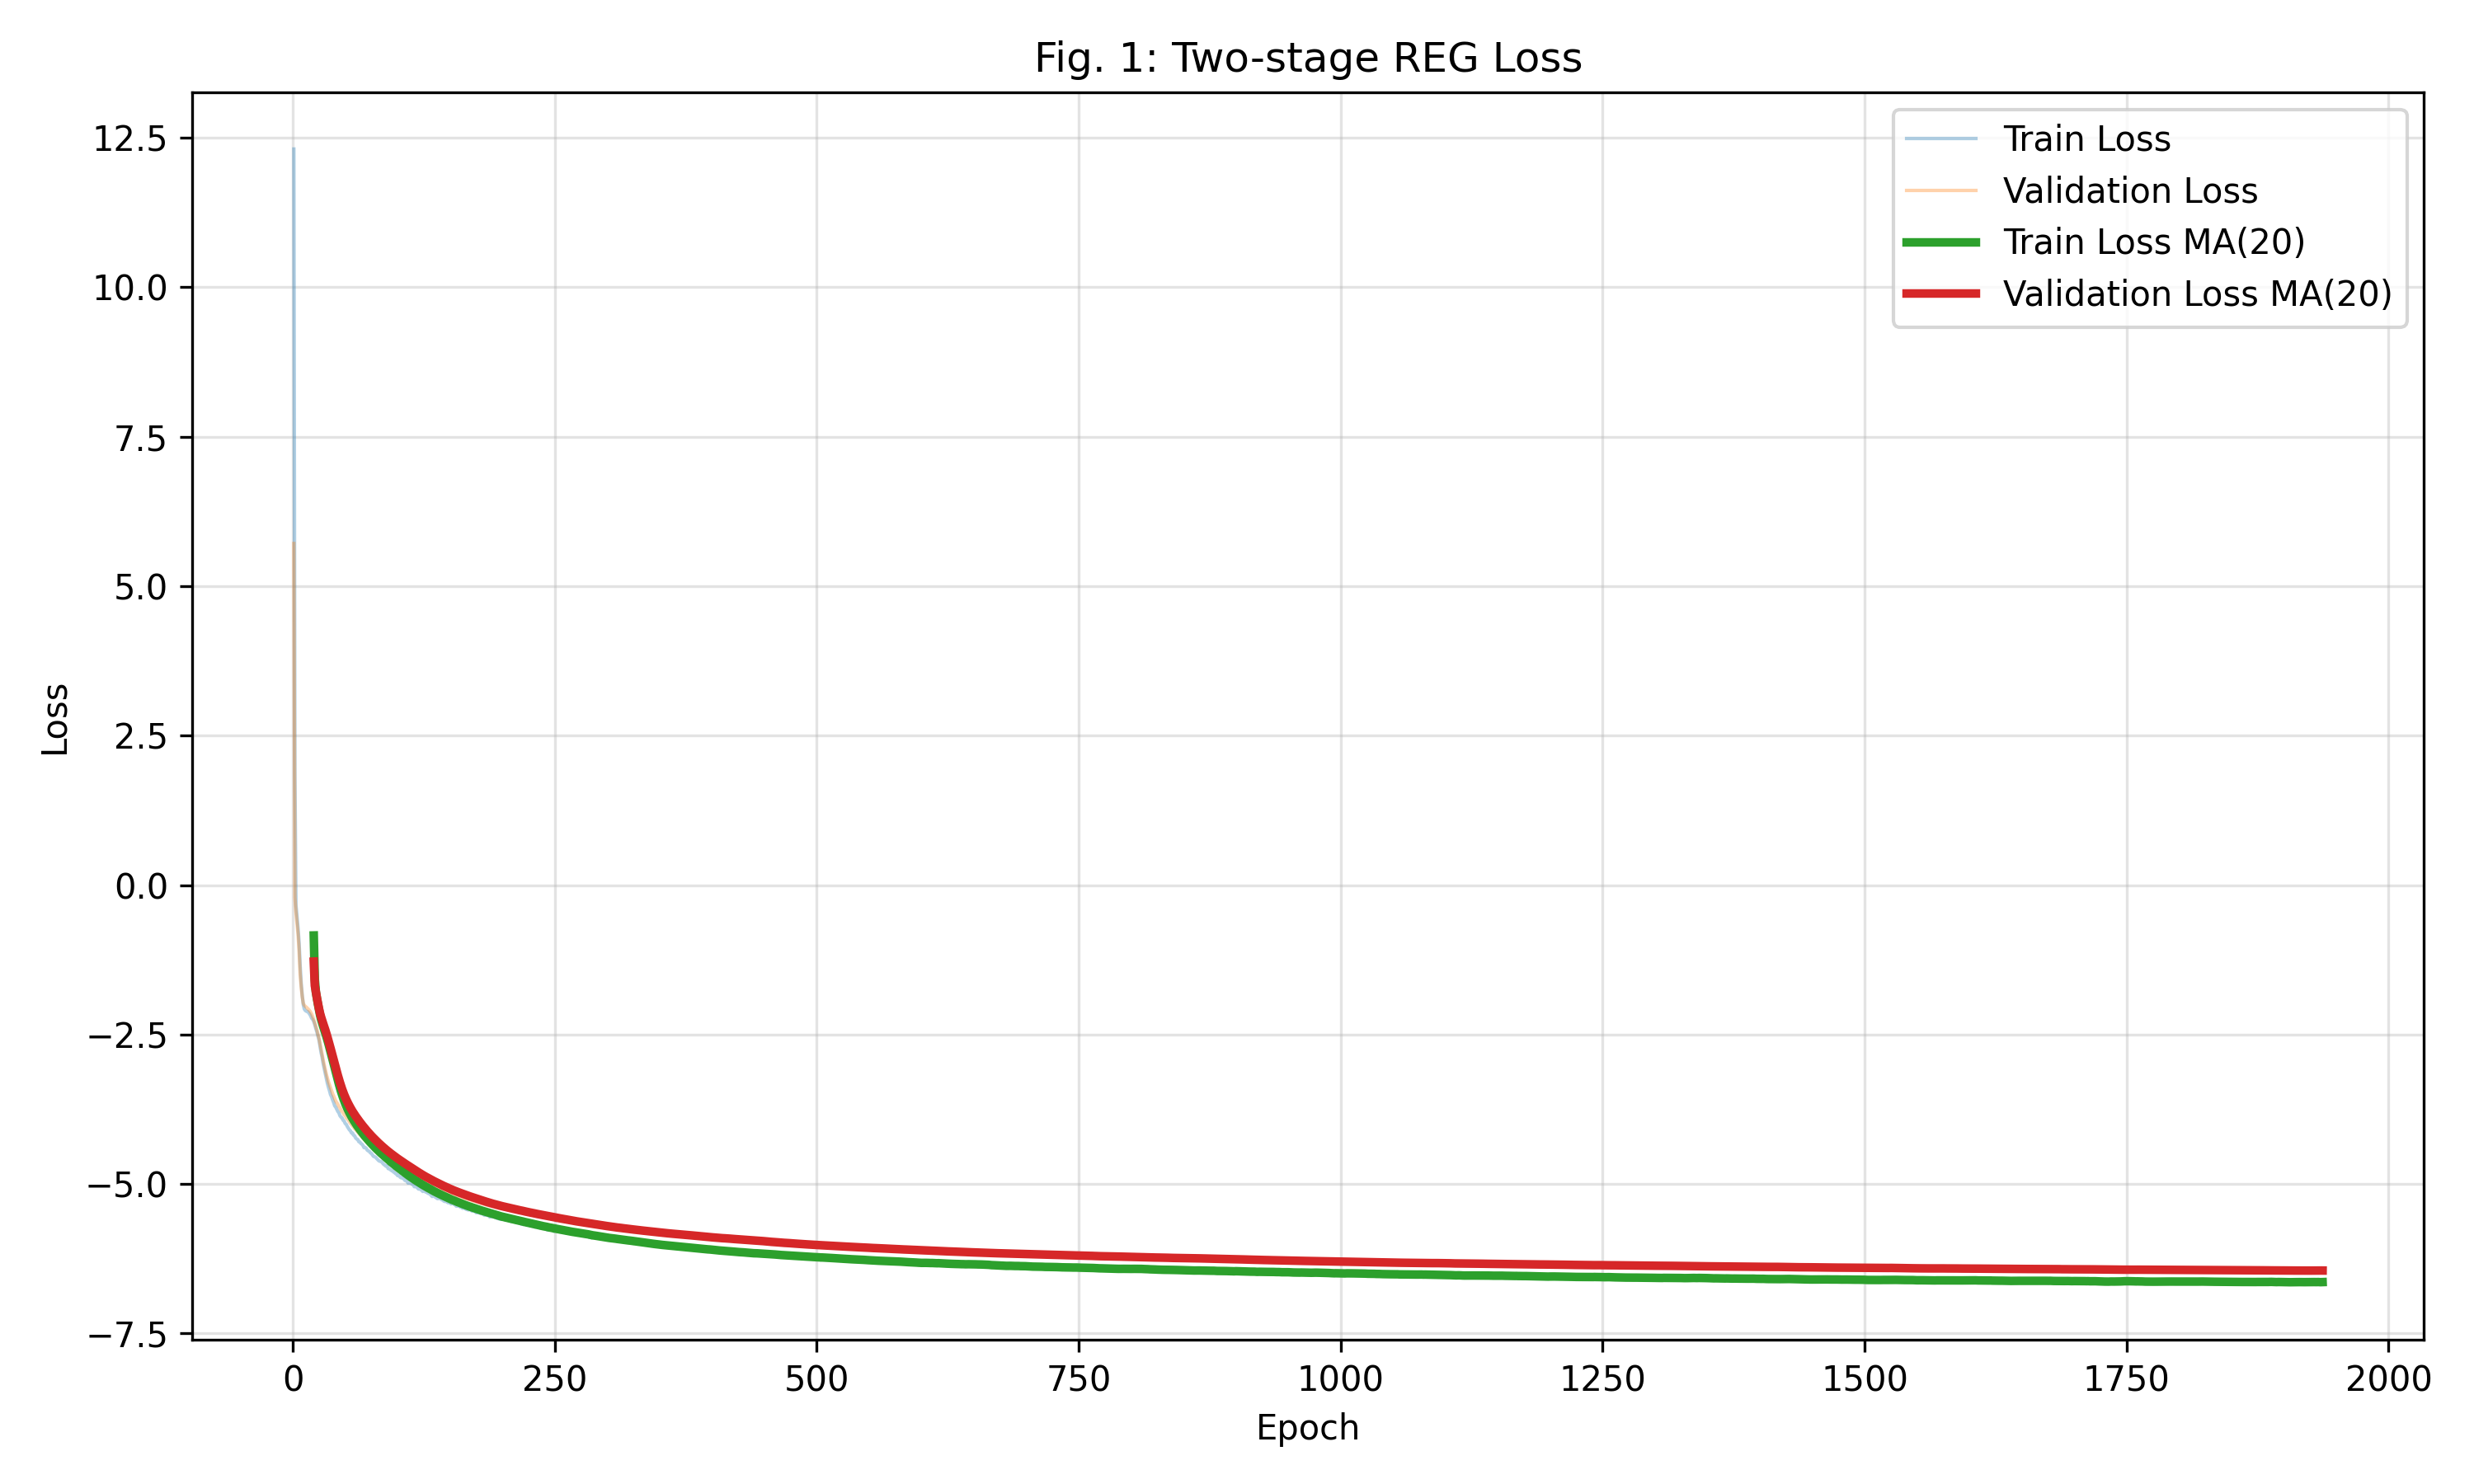 Fig. 1: Two-stage REG Loss
Train Loss
Validation Loss
Train Loss MA(20)
Validation Loss MA(20)
12.5
10.0
7.5
5.0
2.5
0.0
−2.5
−5.0
−7.5
Loss
0 250 500 750 1000 1250 1500 1750 2000
Epoch